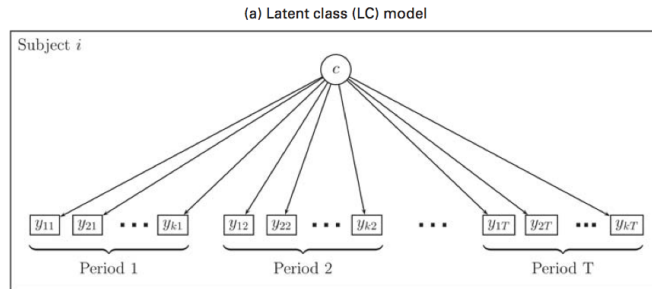 (a) Latent class (LC) model
Subject i
c
y₁₁ y₂₁ ▪ ▪ ▪ yₖ₁ y₁₂ y₂₂ ▪ ▪ ▪ yₖ₂ ▪ ▪ ▪ y₁T y₂T ▪ ▪ ▪ yₖT
Period 1 Period 2 Period T